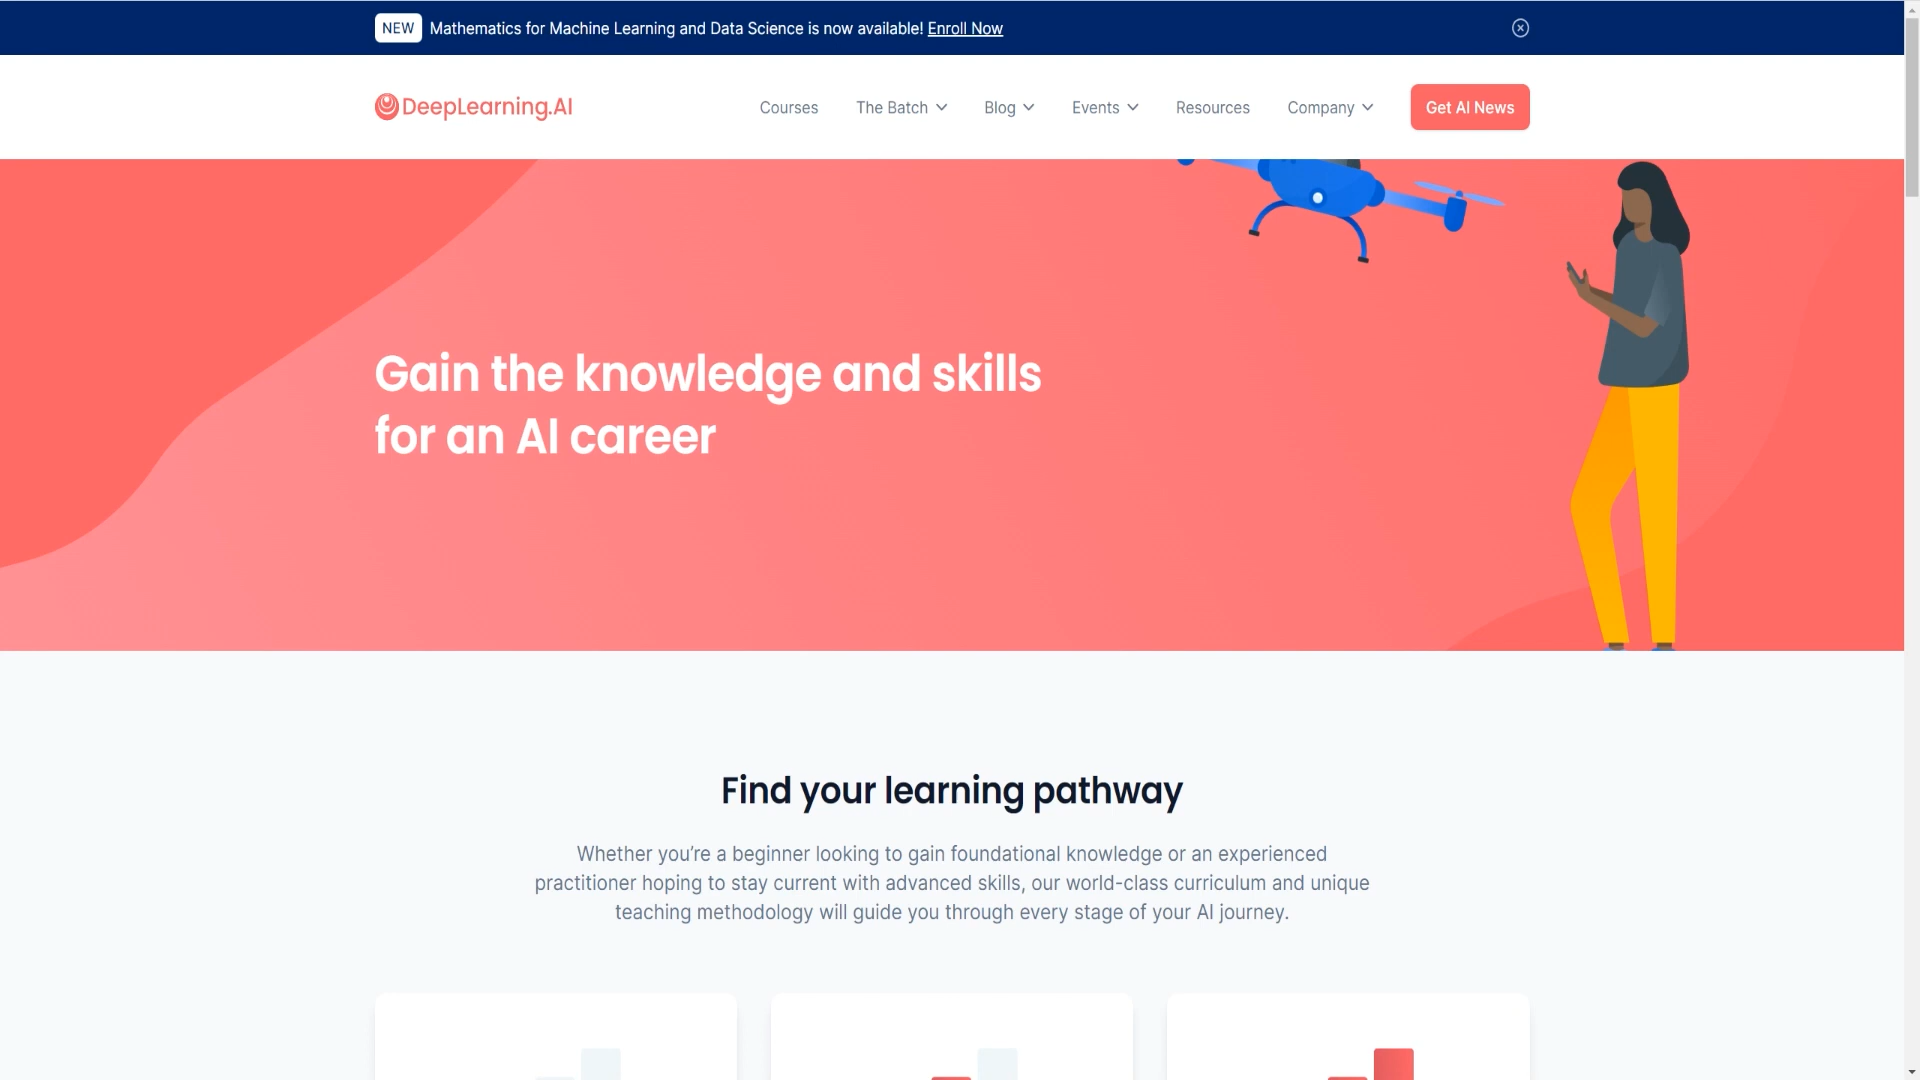 NEW Mathematics for Machine Learning and Data Science is now available! Enroll Now
DeepLearning.AI Courses The Batch Blog Events Resources Company Get AI News
Gain the knowledge and skills
for an AI career
Find your learning pathway
Whether you’re a beginner looking to gain foundational knowledge or an experienced
practitioner hoping to stay current with advanced skills, our world-class curriculum and unique
teaching methodology will guide you through every stage of your AI journey.